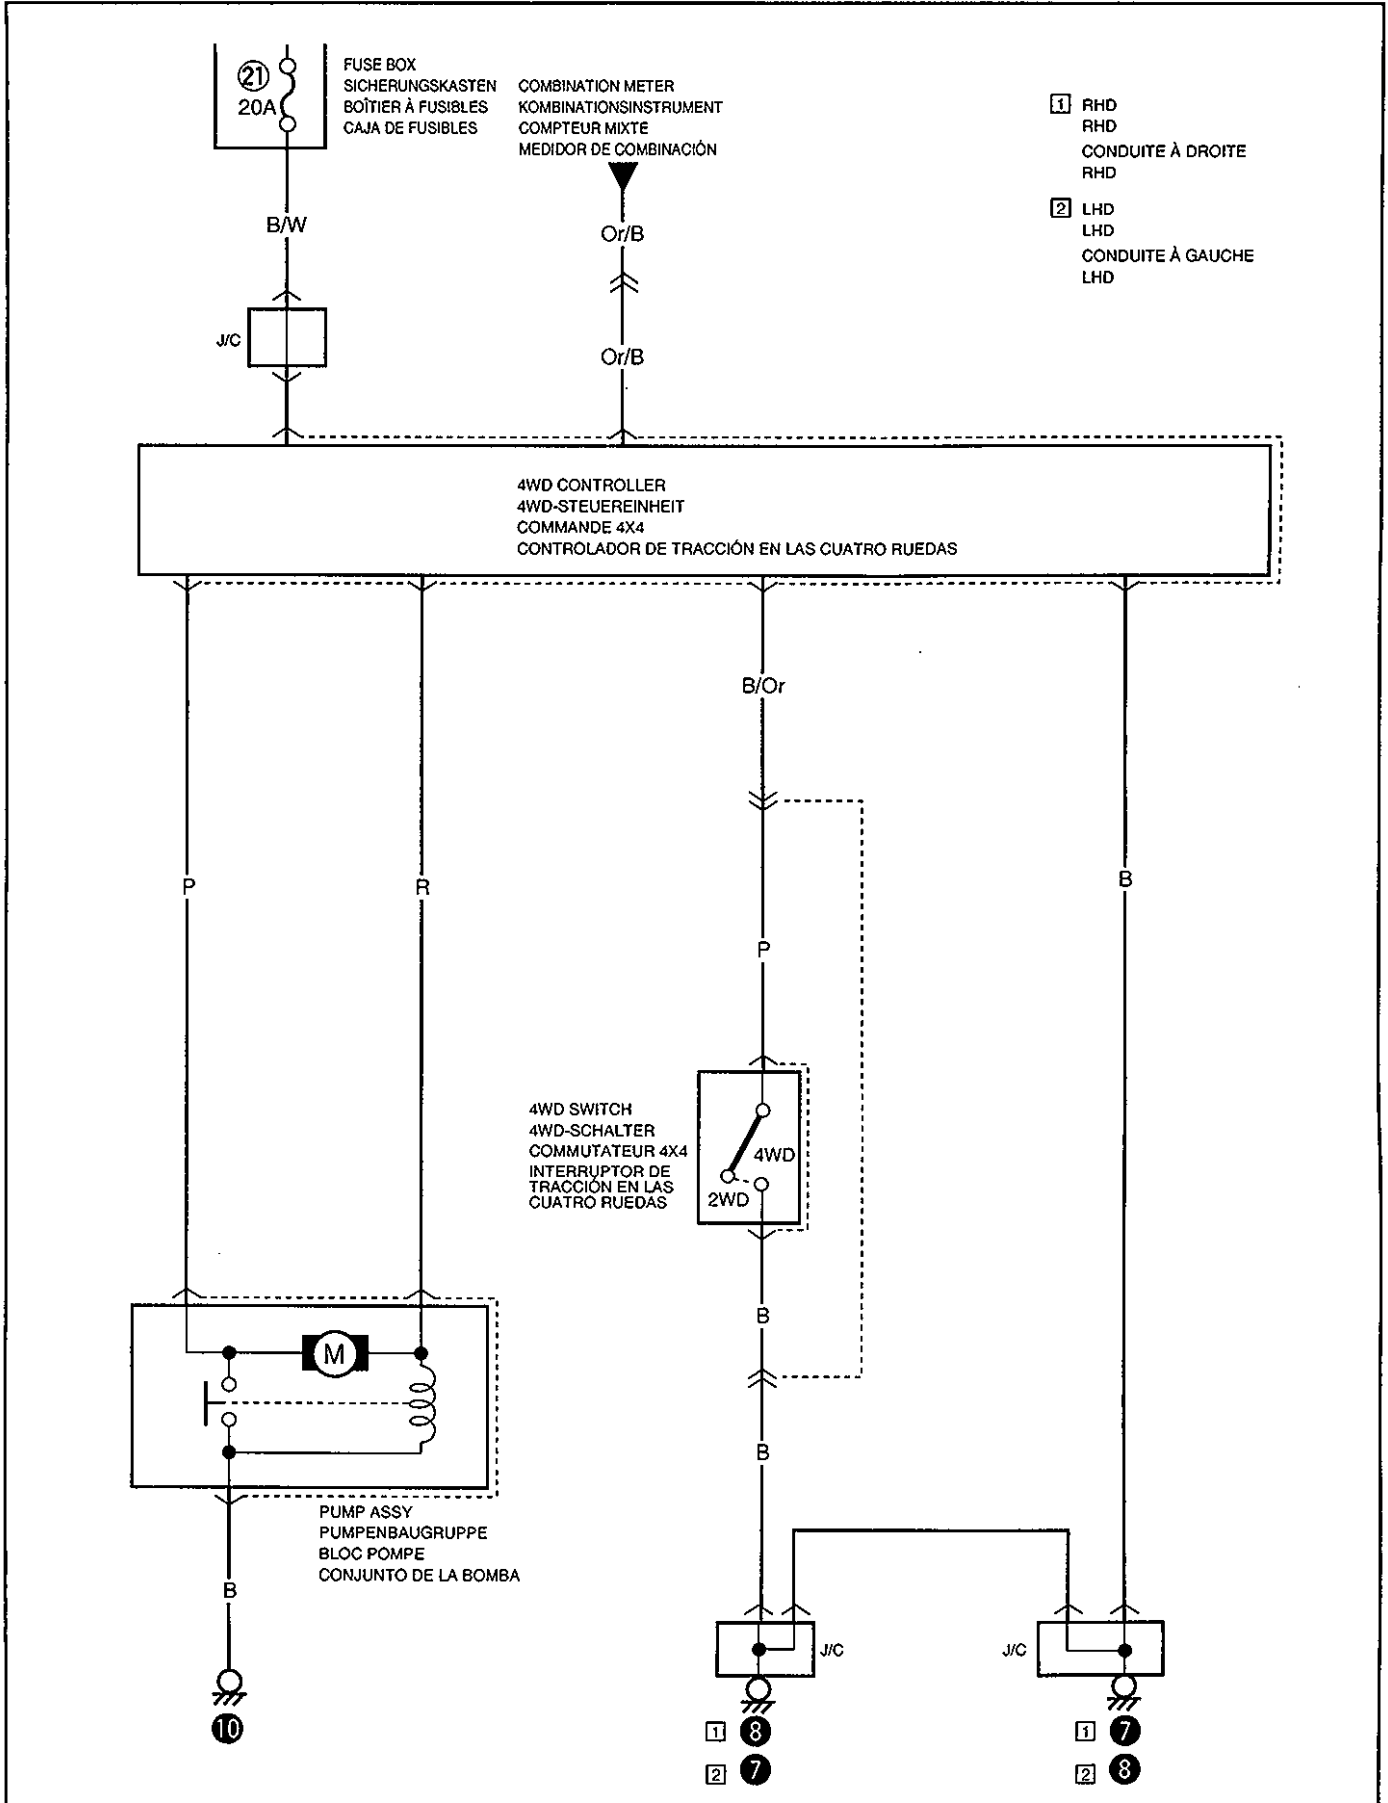 21
20A
FUSE BOX
SICHERUNGSKASTEN
BOÎTIER À FUSIBLES
CAJA DE FUSIBLES
COMBINATION METER
KOMBINATIONSINSTRUMENT
COMPTEUR MIXTE
MEDIDOR DE COMBINACIÓN
1 RHD
RHD
CONDUITE À DROITE
RHD
2 LHD
LHD
CONDUITE À GAUCHE
LHD
B/W
Or/B
J/C
Or/B
4WD CONTROLLER
4WD-STEUEREINHEIT
COMMANDE 4X4
CONTROLADOR DE TRACCIÓN EN LAS CUATRO RUEDAS
B/Or
P
R
B
P
4WD SWITCH
4WD-SCHALTER
COMMUTATEUR 4X4
INTERRUPTOR DE
TRACCIÓN EN LAS
CUATRO RUEDAS
4WD
2WD
B
M
B
PUMP ASSY
PUMPENBAUGRUPPE
BLOC POMPE
CONJUNTO DE LA BOMBA
B
J/C
J/C
10
1 8
2 7
1 7
2 8